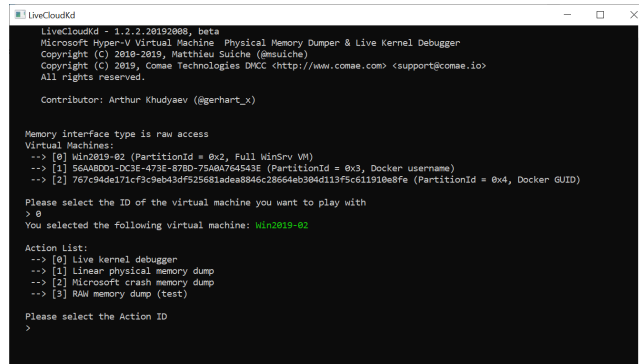 LiveCloudKd
LiveCloudKd - 1.2.2.20192008, beta
Microsoft Hyper-V Virtual Machine  Physical Memory Dumper & Live Kernel Debugger
Copyright (C) 2010-2019, Matthieu Suiche (@msuiche)
Copyright (C) 2019, Comae Technologies DMCC <http://www.comae.com> <support@comae.io>
All rights reserved.
Contributor: Arthur Khudyaev (@gerhart_x)
Memory interface type is raw access
Virtual Machines:
--> [0] Win2019-02 (PartitionId = 0x2, Full WinSrv VM)
--> [1] 56AABDD1-DC3E-473E-87BD-75A0A764543E (PartitionId = 0x3, Docker username)
--> [2] 767c94de171cf3c9eb43df525681adea8846c28664eb304d113f5c611910e8fe (PartitionId = 0x4, Docker GUID)
Please select the ID of the virtual machine you want to play with
> 0
You selected the following virtual machine: Win2019-02
Action List:
--> [0] Live kernel debugger
--> [1] Linear physical memory dump
--> [2] Microsoft crash memory dump
--> [3] RAW memory dump (test)
Please select the Action ID
>